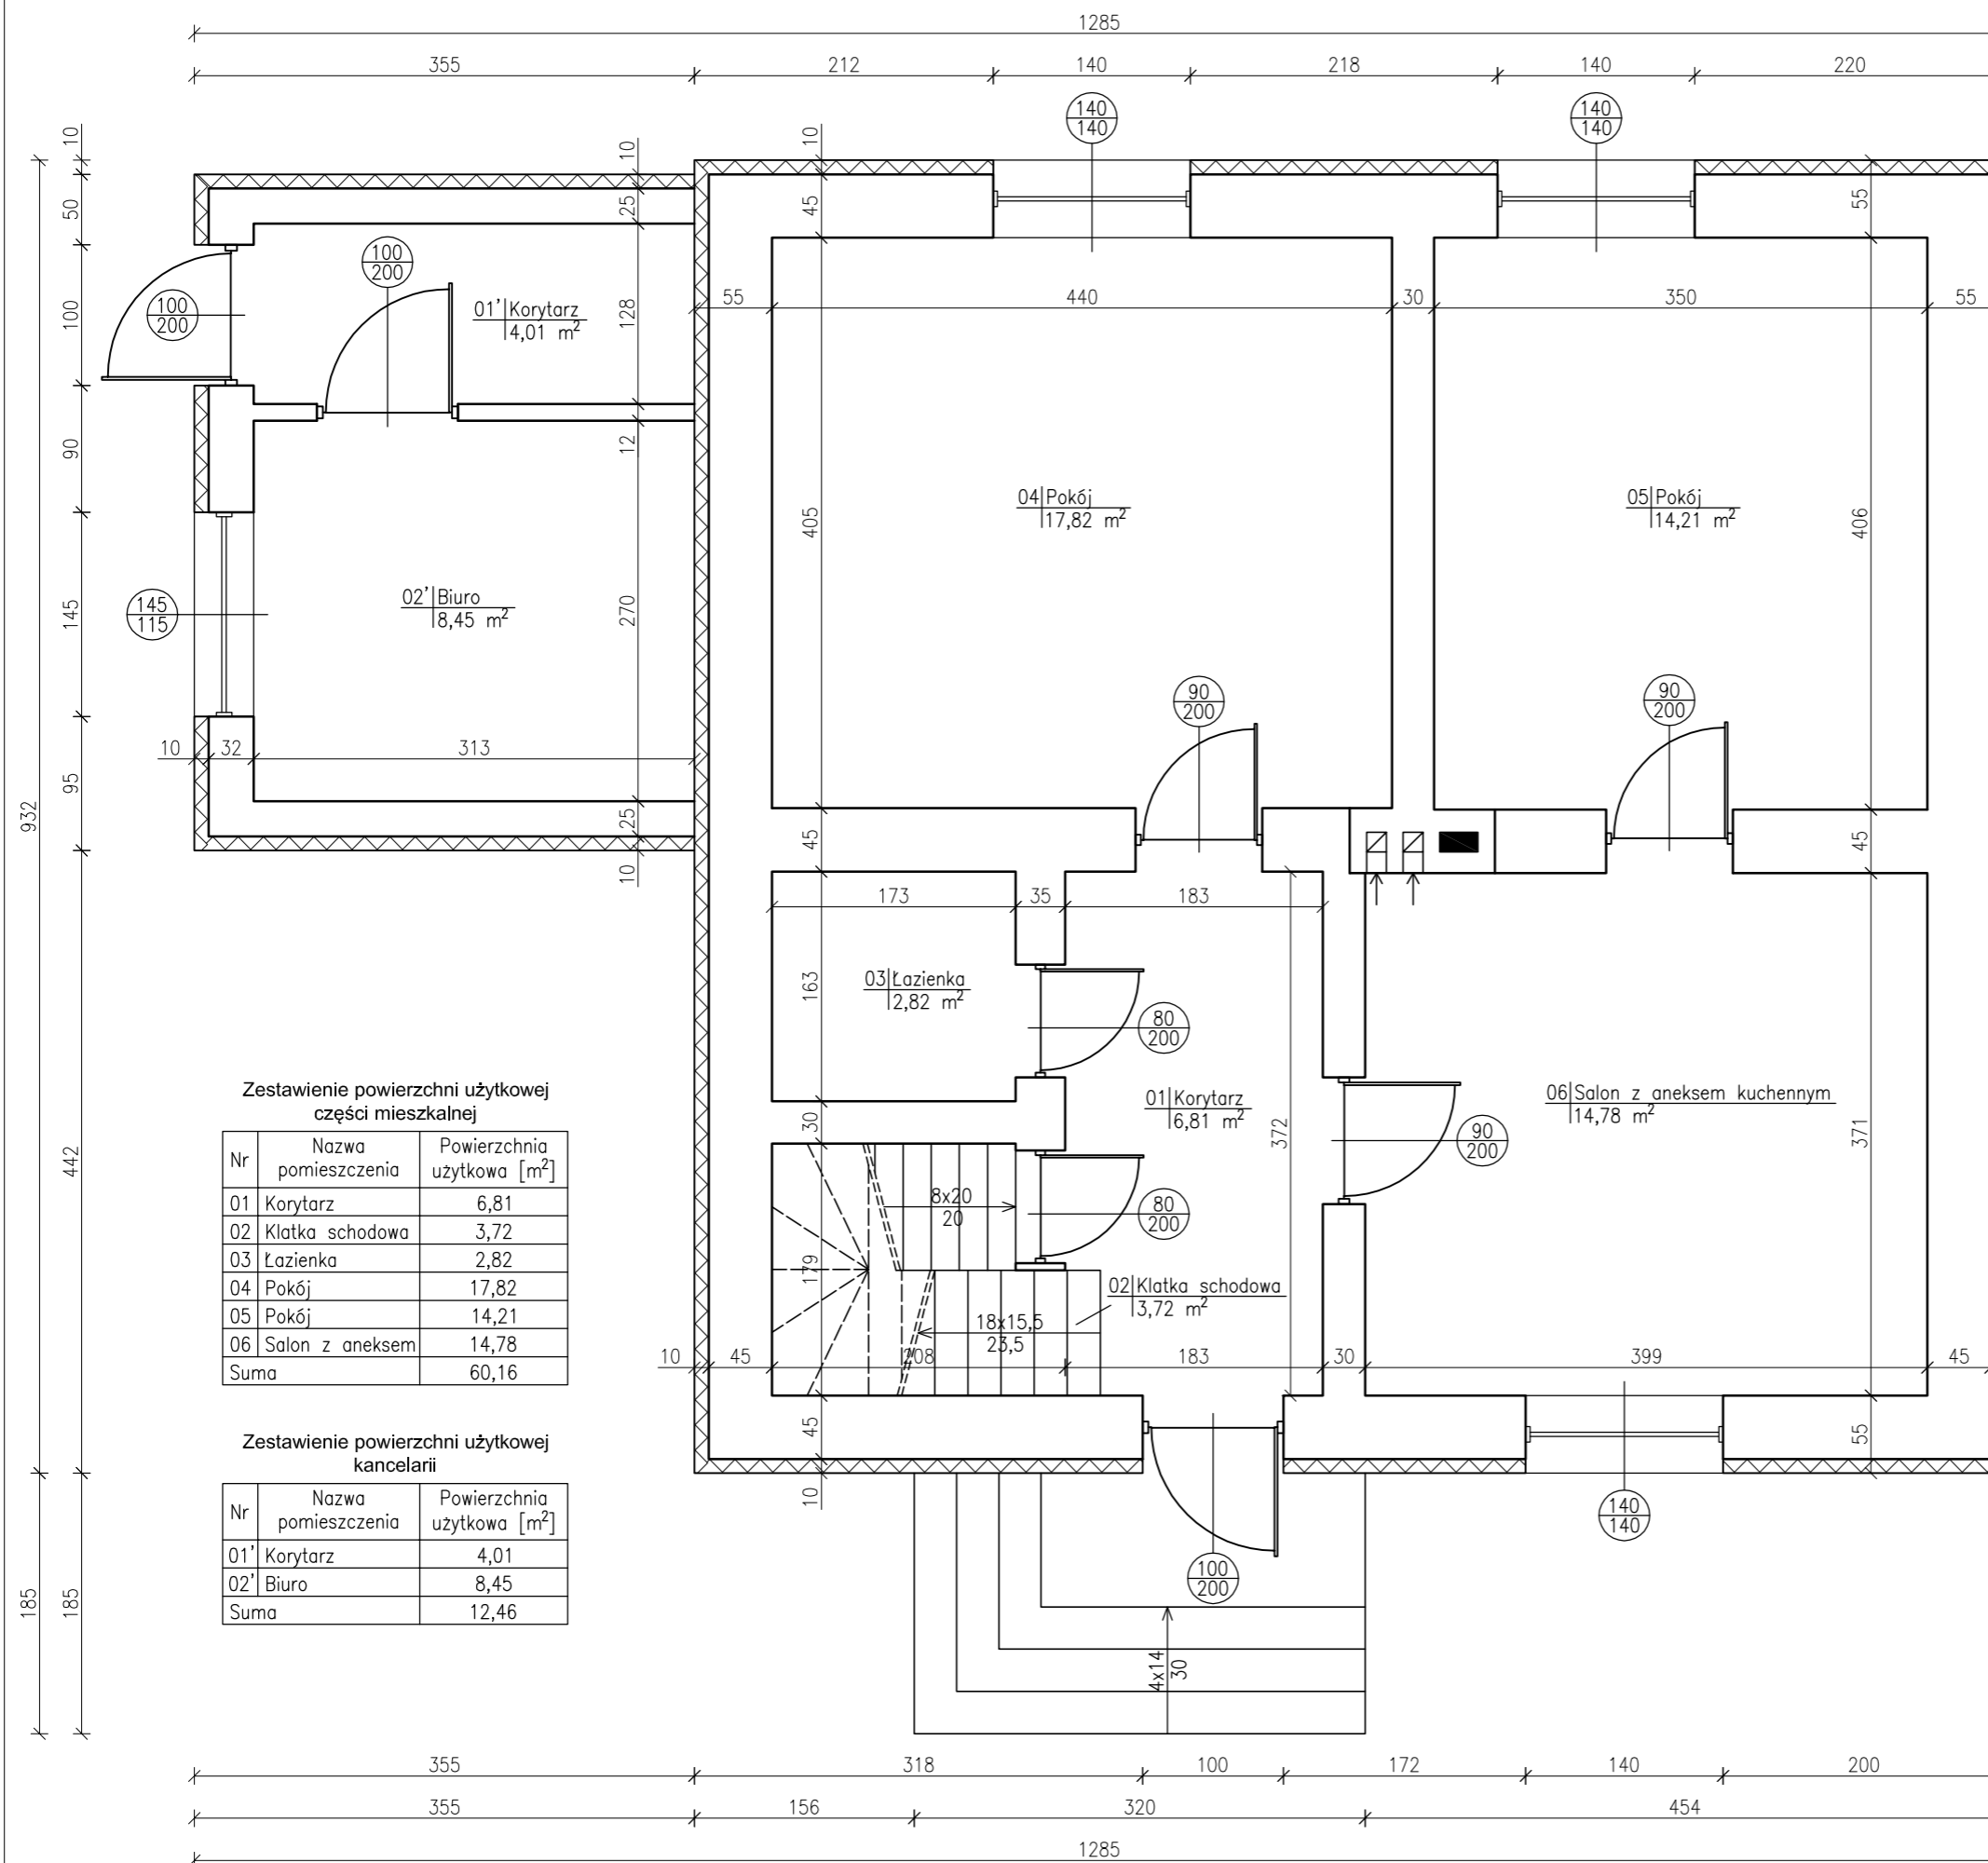 1285
355 212 140 218 140 220
140
140
140
140
10
10
10
50
25
45
55
100
200
100
200
100
01' Korytarz
4,01 m²
128
55 440 30 350 55
90
12
04 Pokój
17,82 m²
05 Pokój
14,21 m²
405
406
02' Biuro
8,45 m²
145
115
145
270
90
200
90
200
10 32 313
95
932
25
45
45
10
173 35 183
03 Łazienka
2,82 m²
163
80
200
01 Korytarz
6,81 m²
06 Salon z aneksem kuchennym
14,78 m²
30
372
371
90
200
442
8x20
20
80
200
179
02 Klatka schodowa
3,72 m²
18x15,5
23,5
10 45 208 183 30 399 45
45
55
10
140
140
100
200
4x14
30
185
185
Zestawienie powierzchni użytkowej
części mieszkalnej
Nr Nazwa pomieszczenia Powierzchnia użytkowa [m²]
01 Korytarz 6,81
02 Klatka schodowa 3,72
03 Łazienka 2,82
04 Pokój 17,82
05 Pokój 14,21
06 Salon z aneksem 14,78
Suma 60,16
Zestawienie powierzchni użytkowej
kancelarii
Nr Nazwa pomieszczenia Powierzchnia użytkowa [m²]
01' Korytarz 4,01
02' Biuro 8,45
Suma 12,46
355 318 100 172 140 200
355 156 320 454
1285